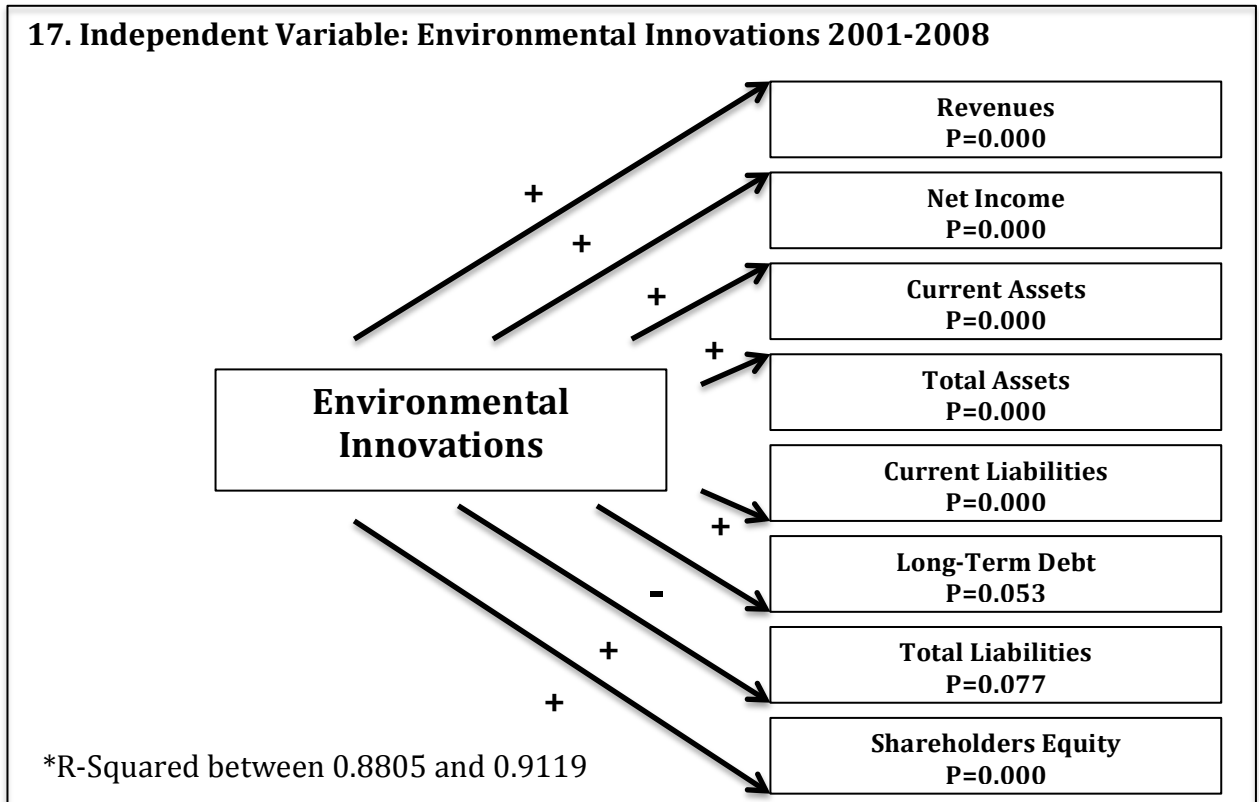 17. Independent Variable: Environmental Innovations 2001-2008
Revenues
P=0.000
+
Net Income
P=0.000
+
Current Assets
P=0.000
+
Total Assets
P=0.000
+
Environmental
Innovations
Current Liabilities
P=0.000
+
Long-Term Debt
P=0.053
-
Total Liabilities
P=0.077
+
Shareholders Equity
P=0.000
+
*R-Squared between 0.8805 and 0.9119